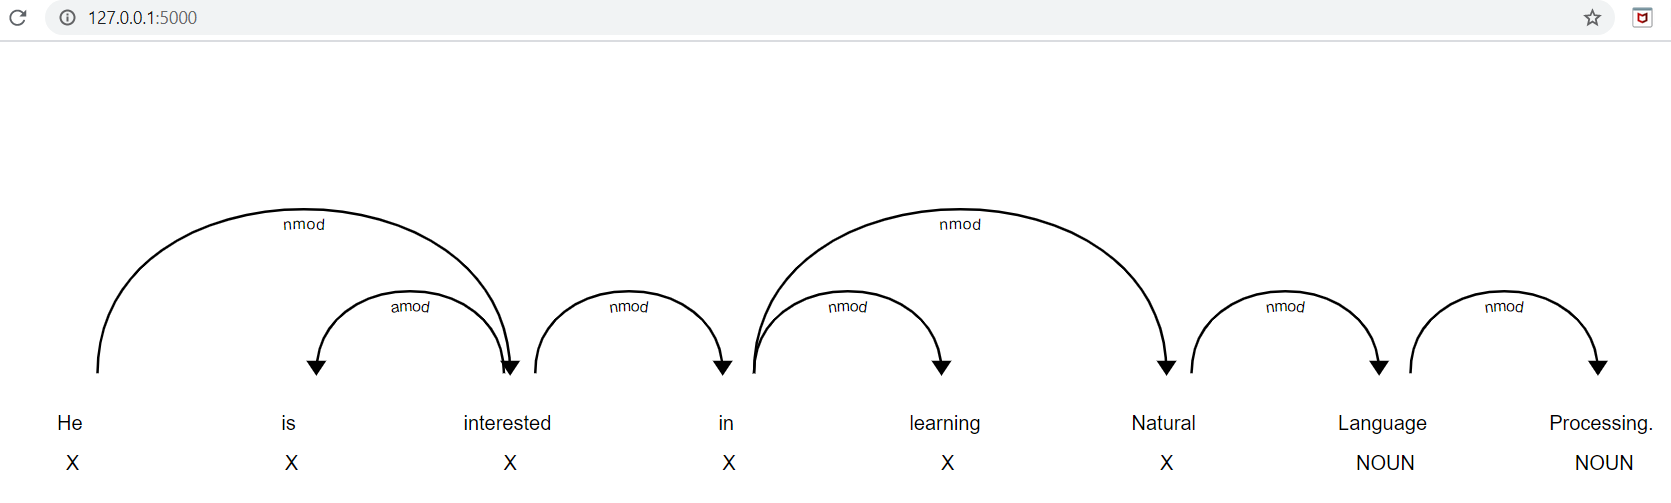 127.0.0.1:5000
nmod nmod
amod nmod nmod nmod nmod
He is interested in learning Natural Language Processing.
X X X X X X NOUN NOUN